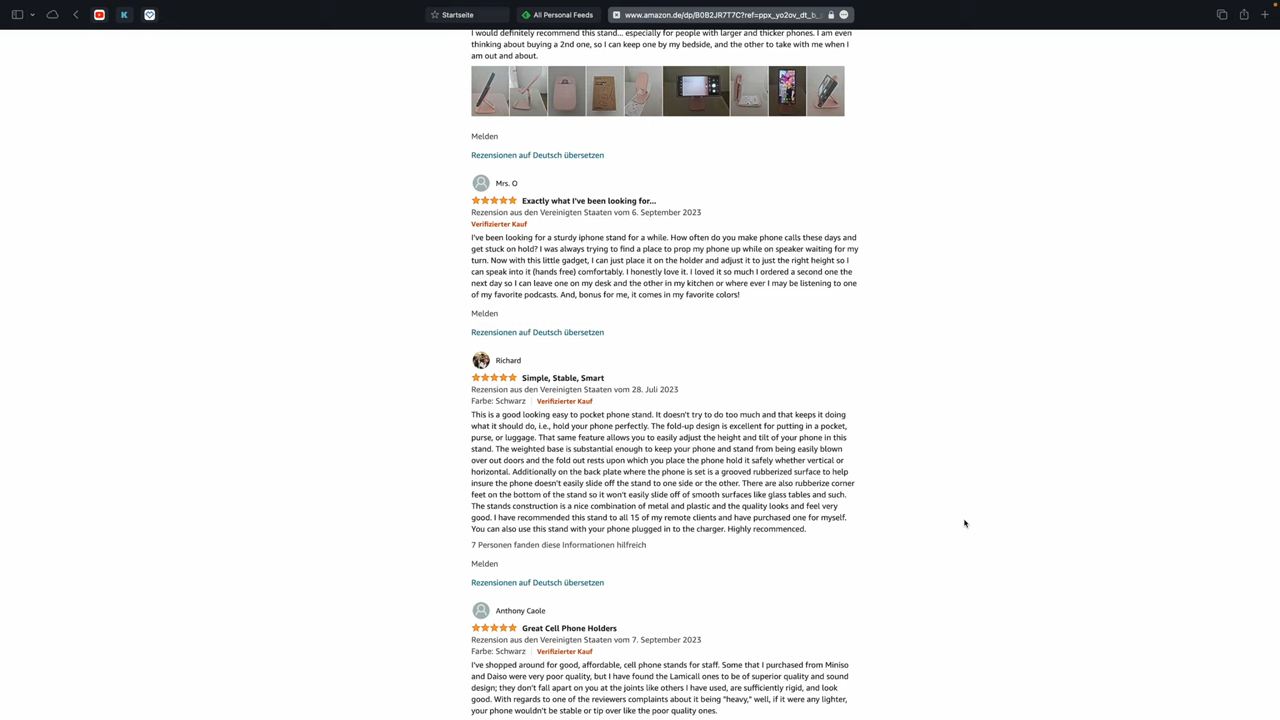 Startseite
All Personal Feeds
www.amazon.de/dp/B0B2JR7T7C?ref=ppx_yo2ov_dt_b_
I would definitely recommend this stand... especially for people with larger and thicker phones. I am even
thinking about buying a 2nd one, so I can keep one by my bedside, and the other to take with me when I
am out and about.
Melden
Rezensionen auf Deutsch übersetzen
Mrs. O
Exactly what I've been looking for...
Rezension aus den Vereinigten Staaten vom 6. September 2023
Verifizierter Kauf
I've been looking for a sturdy iphone stand for a while. How often do you make phone calls these days and
get stuck on hold? I was always trying to find a place to prop my phone up while on speaker waiting for my
turn. Now with this little gadget, I can just place it on the holder and adjust it to just the right height so I
can speak into it (hands free) comfortably. I honestly love it. I loved it so much I ordered a second one the
next day so I can leave one on my desk and the other in my kitchen or where ever I may be listening to one
of my favorite podcasts. And, bonus for me, it comes in my favorite colors!
Melden
Rezensionen auf Deutsch übersetzen
Richard
Simple, Stable, Smart
Rezension aus den Vereinigten Staaten vom 28. Juli 2023
Farbe: Schwarz | Verifizierter Kauf
This is a good looking easy to pocket phone stand. It doesn't try to do too much and that keeps it doing
what it should do, i.e., hold your phone perfectly. The fold-up design is excellent for putting in a pocket,
purse, or luggage. That same feature allows you to easily adjust the height and tilt of your phone in this
stand. The weighted base is substantial enough to keep your phone and stand from being easily blown
over out doors and the fold out rests upon which you place the phone hold it safely whether vertical or
horizontal. Additionally on the back plate where the phone is set is a grooved rubberized surface to help
insure the phone doesn't easily slide off the stand to one side or the other. There are also rubberize corner
feet on the bottom of the stand so it won't easily slide off of smooth surfaces like glass tables and such.
The stands construction is a nice combination of metal and plastic and the quality looks and feel very
good. I have recommended this stand to all 15 of my remote clients and have purchased one for myself.
You can also use this stand with your phone plugged in to the charger. Highly recommended.
7 Personen fanden diese Informationen hilfreich
Melden
Rezensionen auf Deutsch übersetzen
Anthony Caole
Great Cell Phone Holders
Rezension aus den Vereinigten Staaten vom 7. September 2023
Farbe: Schwarz | Verifizierter Kauf
I've shopped around for good, affordable, cell phone stands for staff. Some that I purchased from Miniso
and Daiso were very poor quality, but I have found the Lamicall ones to be of superior quality and sound
design; they don't fall apart on you at the joints like others I have used, are sufficiently rigid, and look
good. With regards to one of the reviewers complaints about it being "heavy," well, if it were any lighter,
your phone wouldn't be stable or tip over like the poor quality ones.